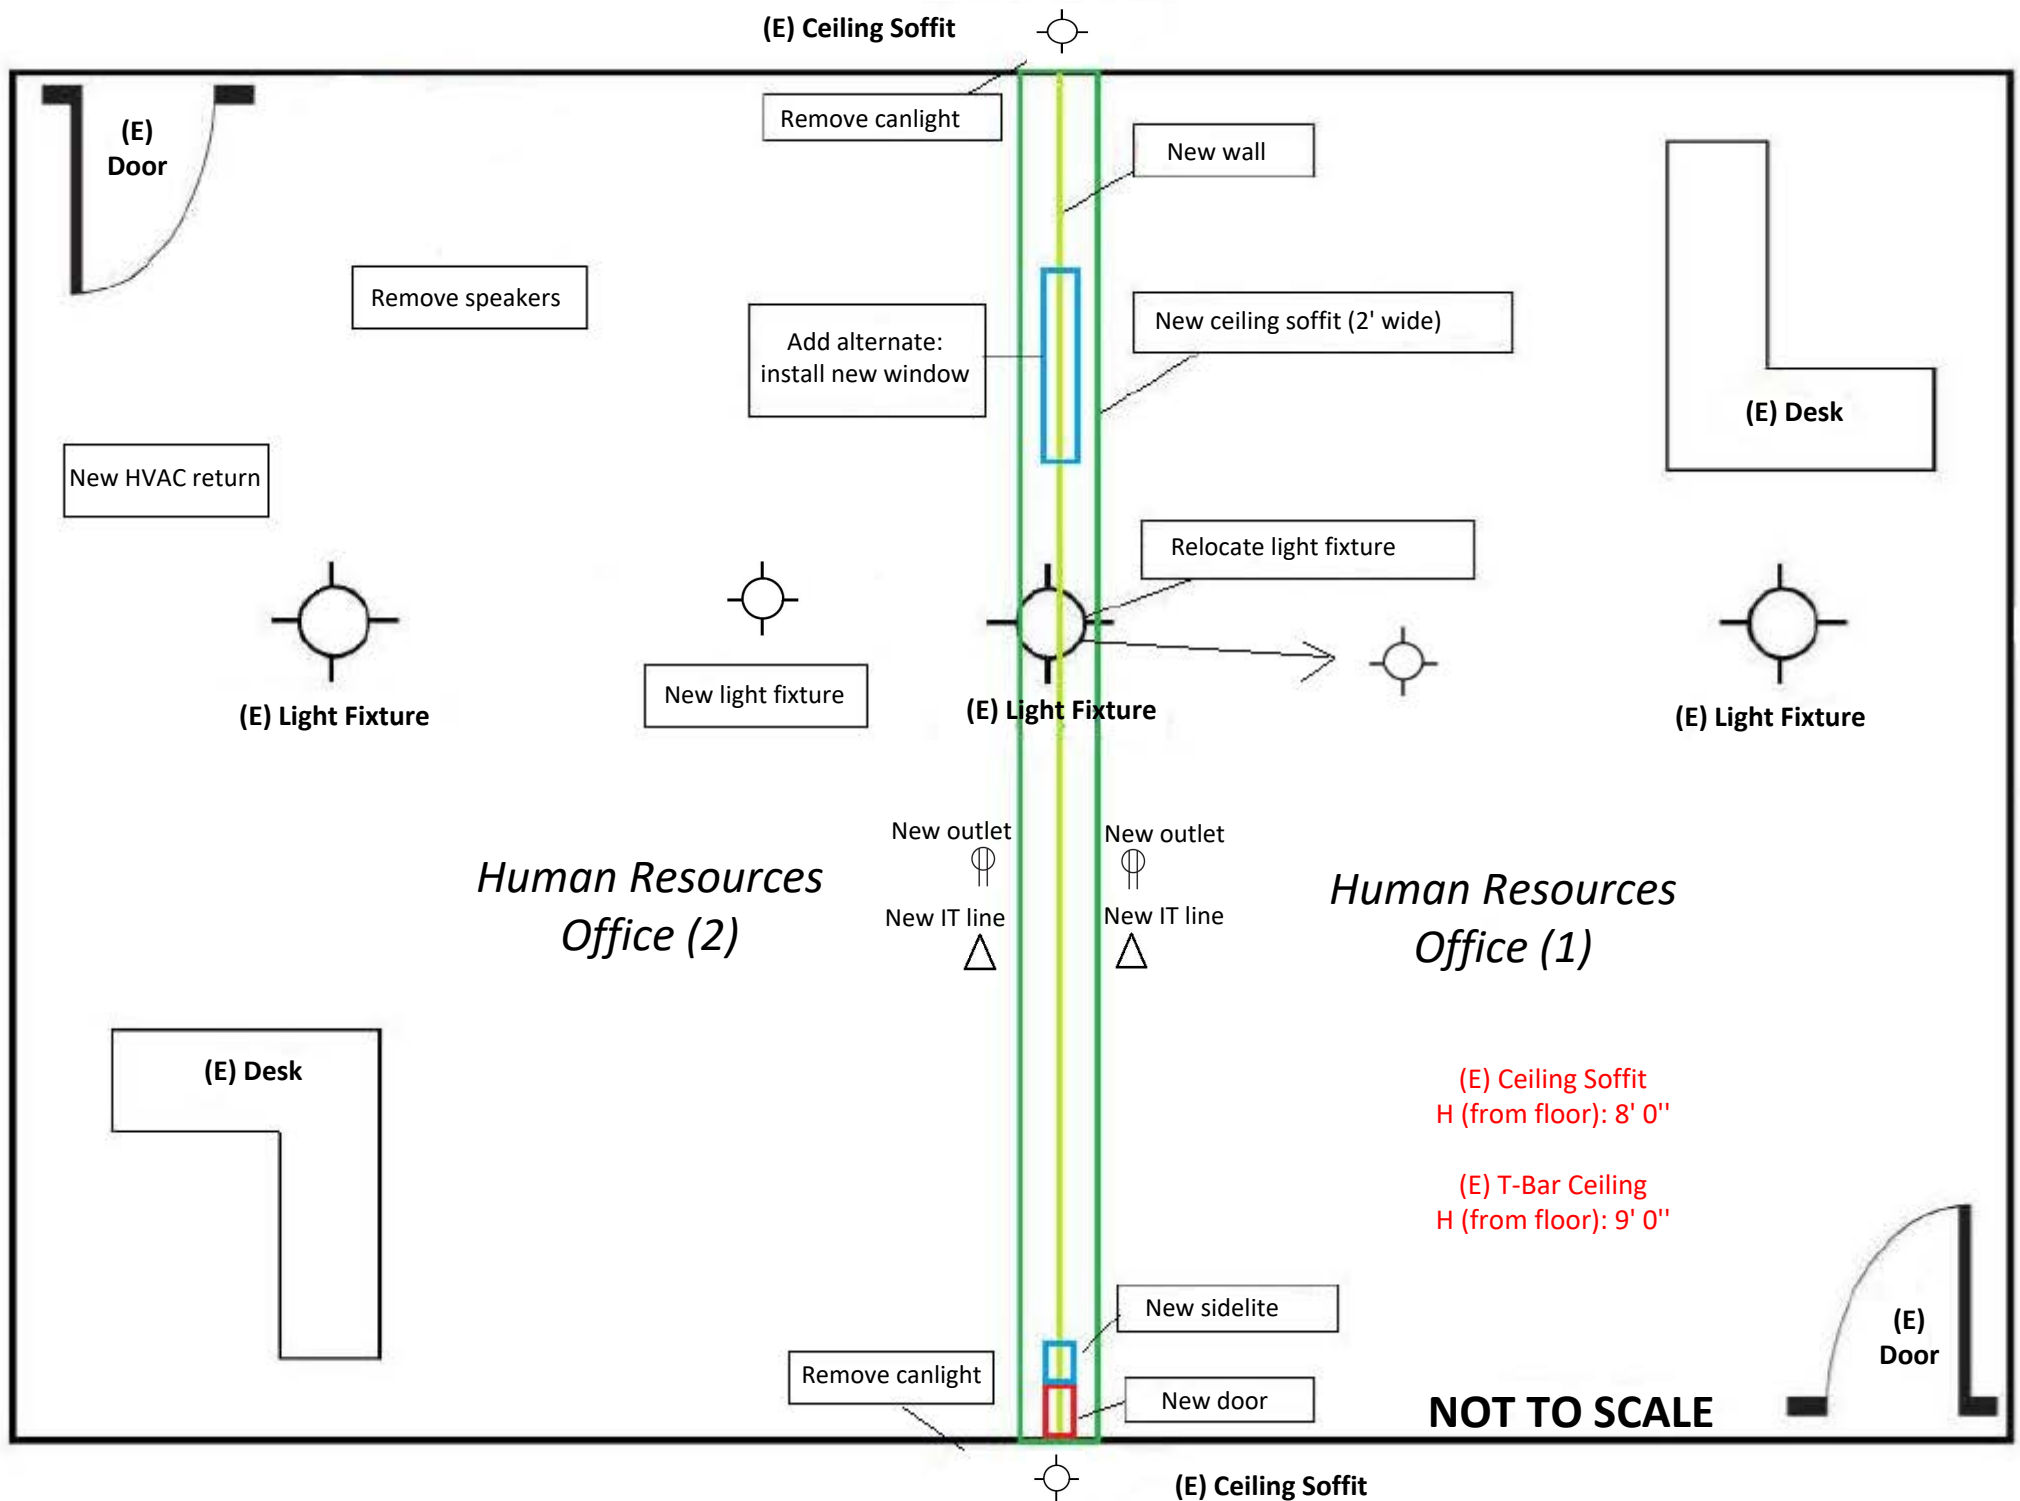 (E) Ceiling Soffit
Remove canlight
(E)
Door
New wall
Remove speakers
Add alternate:
install new window
New ceiling soffit (2' wide)
(E) Desk
New HVAC return
Relocate light fixture
New light fixture
(E) Light Fixture
(E) Light Fixture
(E) Light Fixture
New outlet
New outlet
Human Resources
Office (2)
New IT line
New IT line
Human Resources
Office (1)
(E) Desk
(E) Ceiling Soffit
H (from floor): 8' 0''
(E) T-Bar Ceiling
H (from floor): 9' 0''
New sidelite
(E)
Door
Remove canlight
New door
NOT TO SCALE
(E) Ceiling Soffit